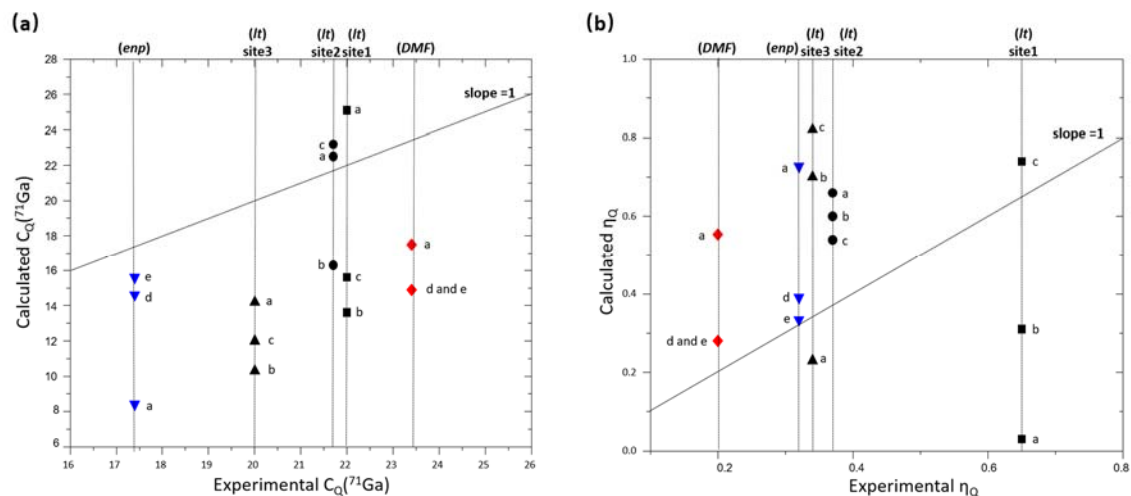 (a)
(enp)
(lt)
site3
(lt)
site2
(lt)
site1
(DMF)
28
26
24
22
20
18
16
14
12
10
8
6
Calculated CQ(71Ga)
slope =1
a
c
a
b
c
b
a
d and e
e
d
a
a
c
b
16
17
18
19
20
21
22
23
24
25
26
Experimental CQ(71Ga)
(b)
(DMF)
(enp)
(lt)
site3
(lt)
site2
(lt)
site1
1.0
0.8
0.6
0.4
0.2
0.0
Calculated ηQ
slope =1
c
a
b
a
b
c
a
d
e
d and e
a
c
b
a
0.2
0.4
0.6
0.8
Experimental ηQ